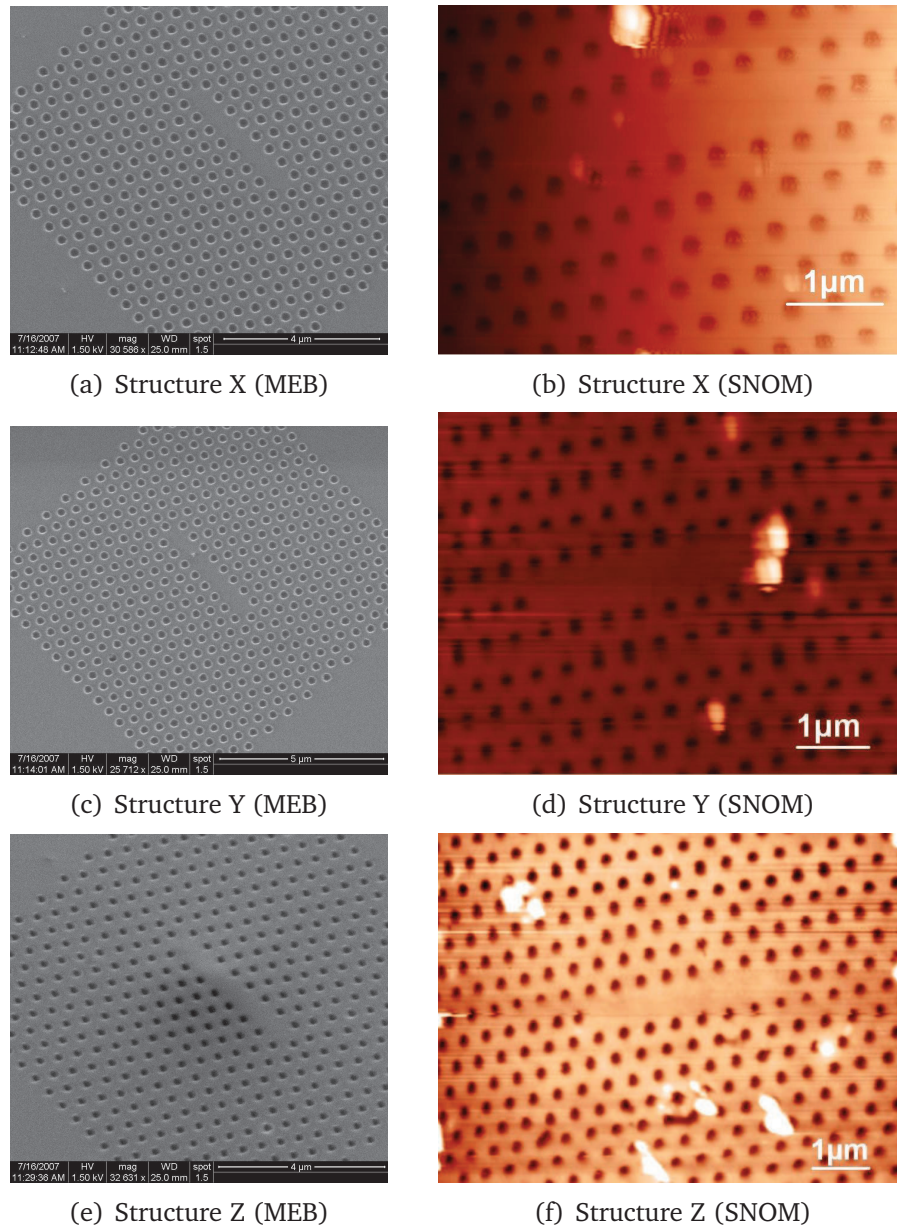 1µm
7/16/2007 HV mag WD spot
11:12:48 AM 1.50 kV 30 586 x 25.0 mm 1.5 4 µm
(a) Structure X (MEB)
(b) Structure X (SNOM)
1µm
7/16/2007 HV mag WD spot
11:14:01 AM 1.50 kV 25 712 x 25.0 mm 1.5 5 µm
(c) Structure Y (MEB)
(d) Structure Y (SNOM)
1µm
7/16/2007 HV mag WD spot
11:29:36 AM 1.50 kV 32 631 x 25.0 mm 1.5 4 µm
(e) Structure Z (MEB)
(f) Structure Z (SNOM)